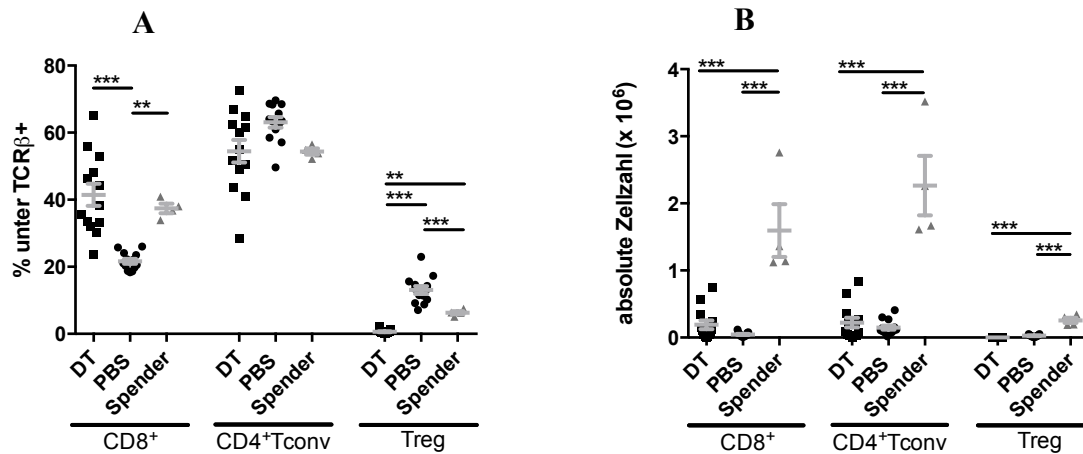 A
% unter TCRβ+
80
60
40
20
0
***
**
**
***
***
DT
PBS
Spender
DT
PBS
Spender
DT
PBS
Spender
CD8+
CD4+Tconv
Treg
B
absolute Zellzahl (x 10⁶)
4
3
2
1
0
***
***
***
***
***
***
DT
PBS
Spender
DT
PBS
Spender
DT
PBS
Spender
CD8⁺
CD4⁺Tconv
Treg